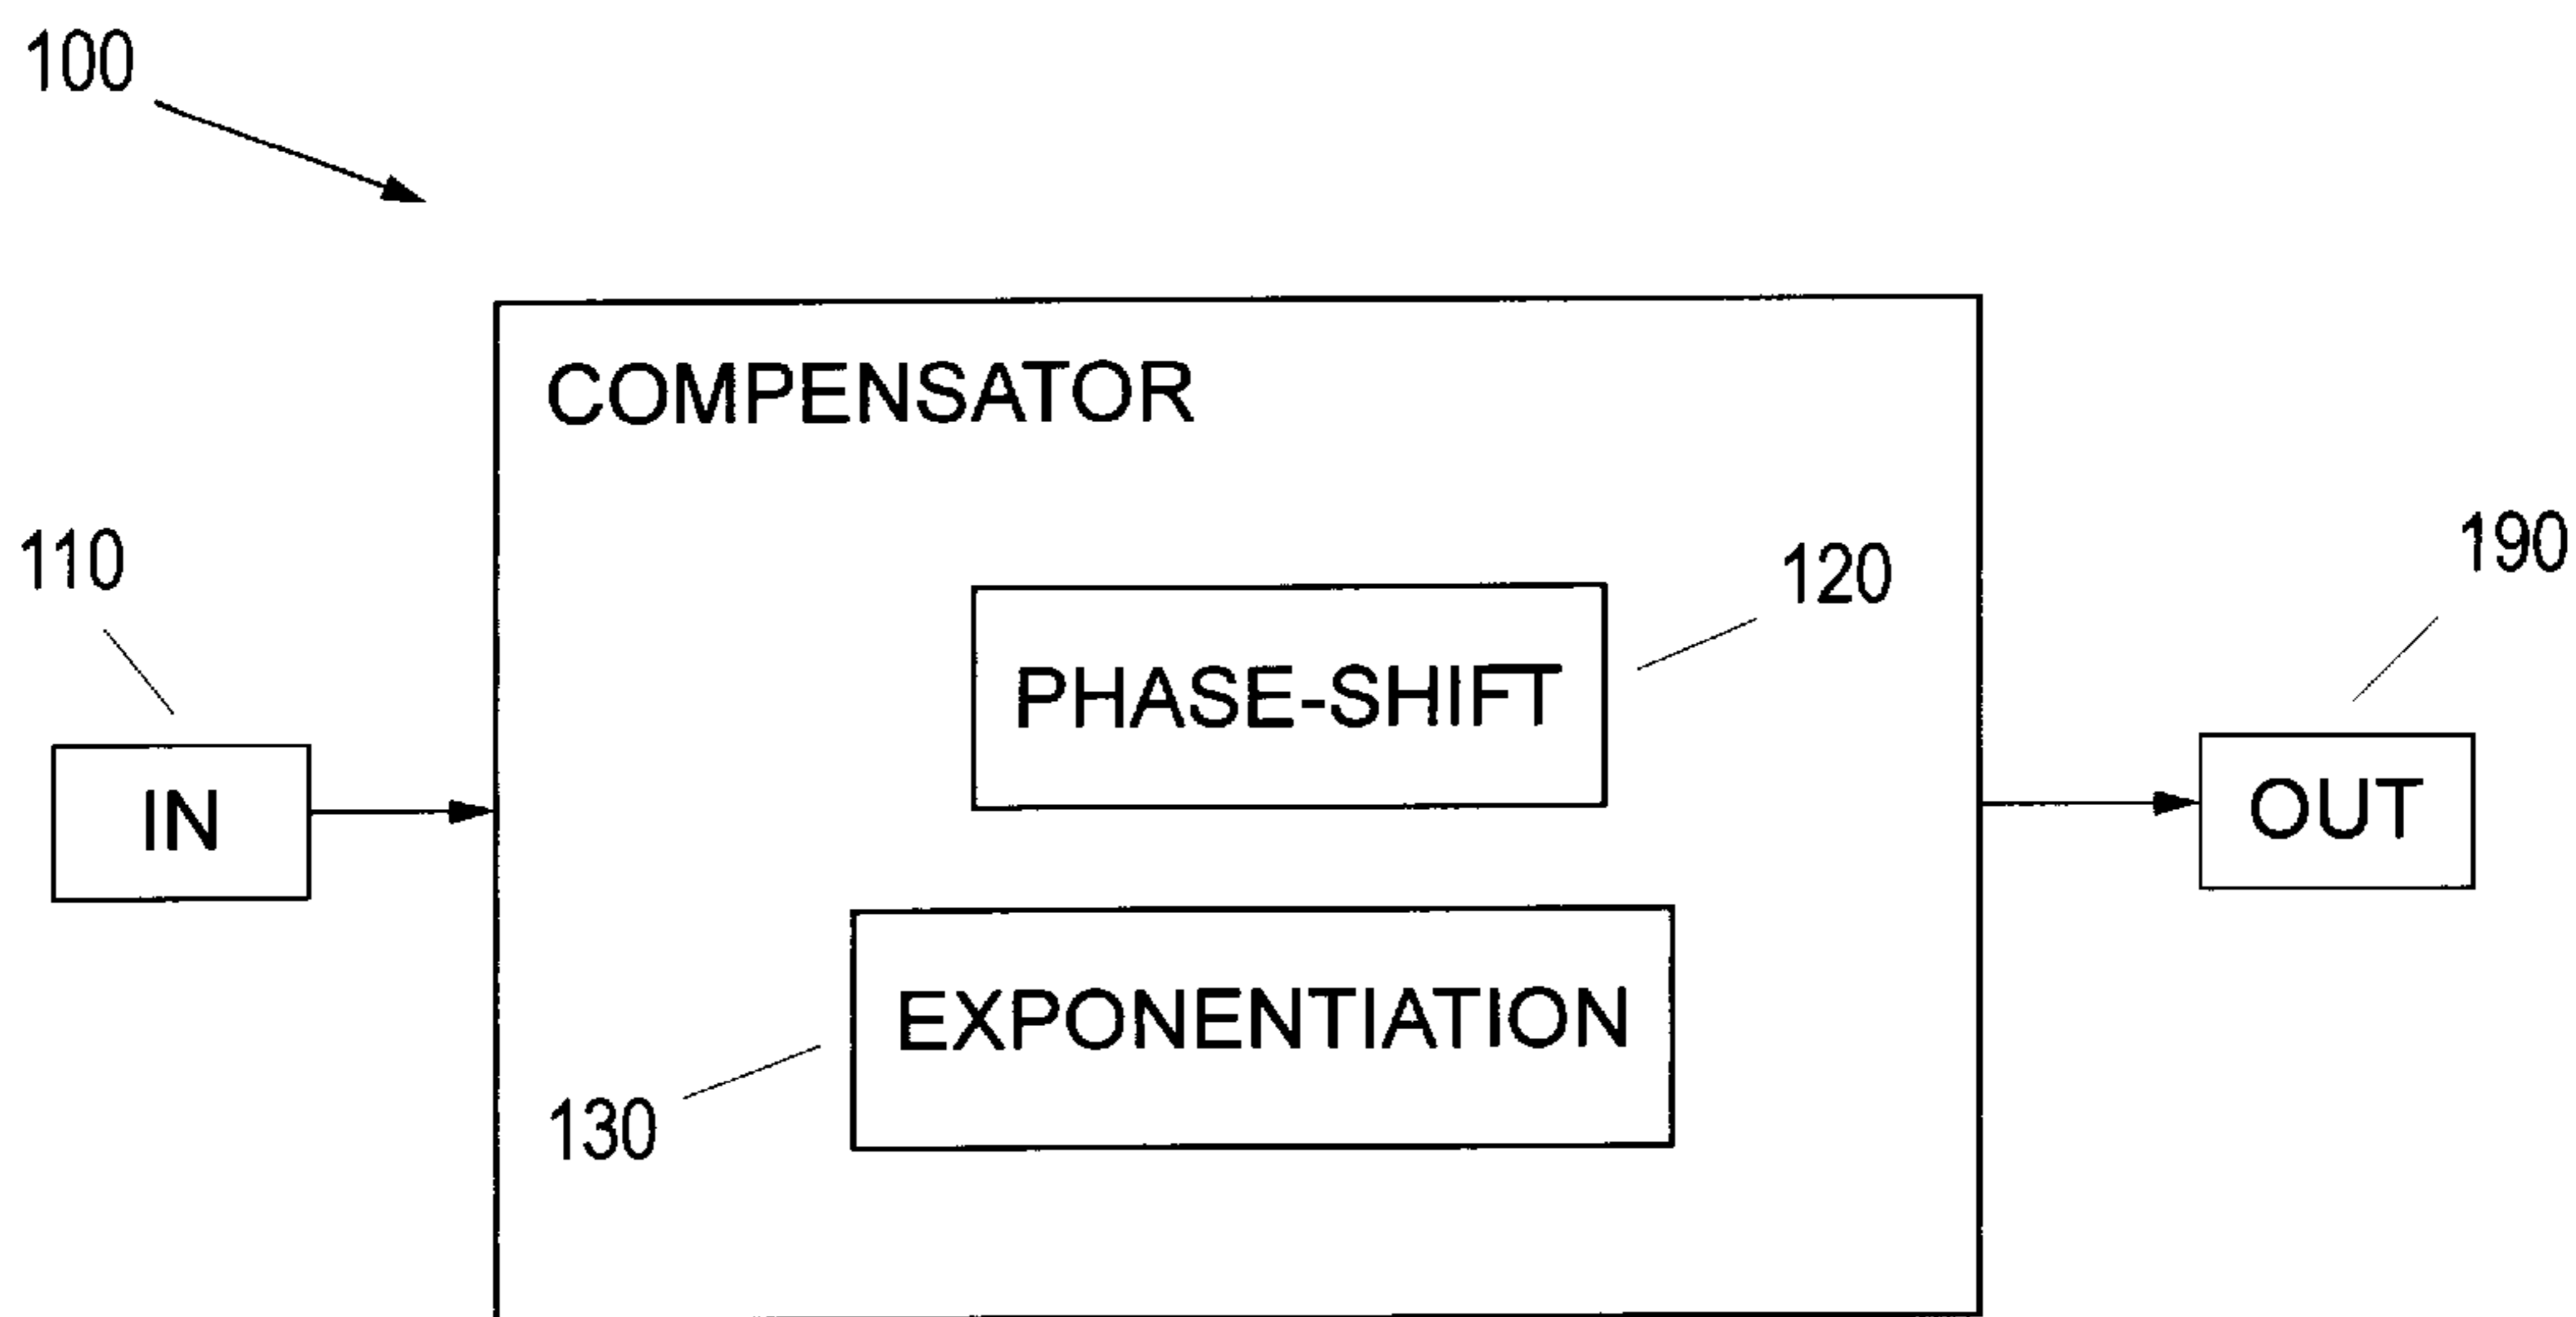 100
COMPENSATOR
110
190
120
PHASE-SHIFT
IN
OUT
EXPONENTIATION
130